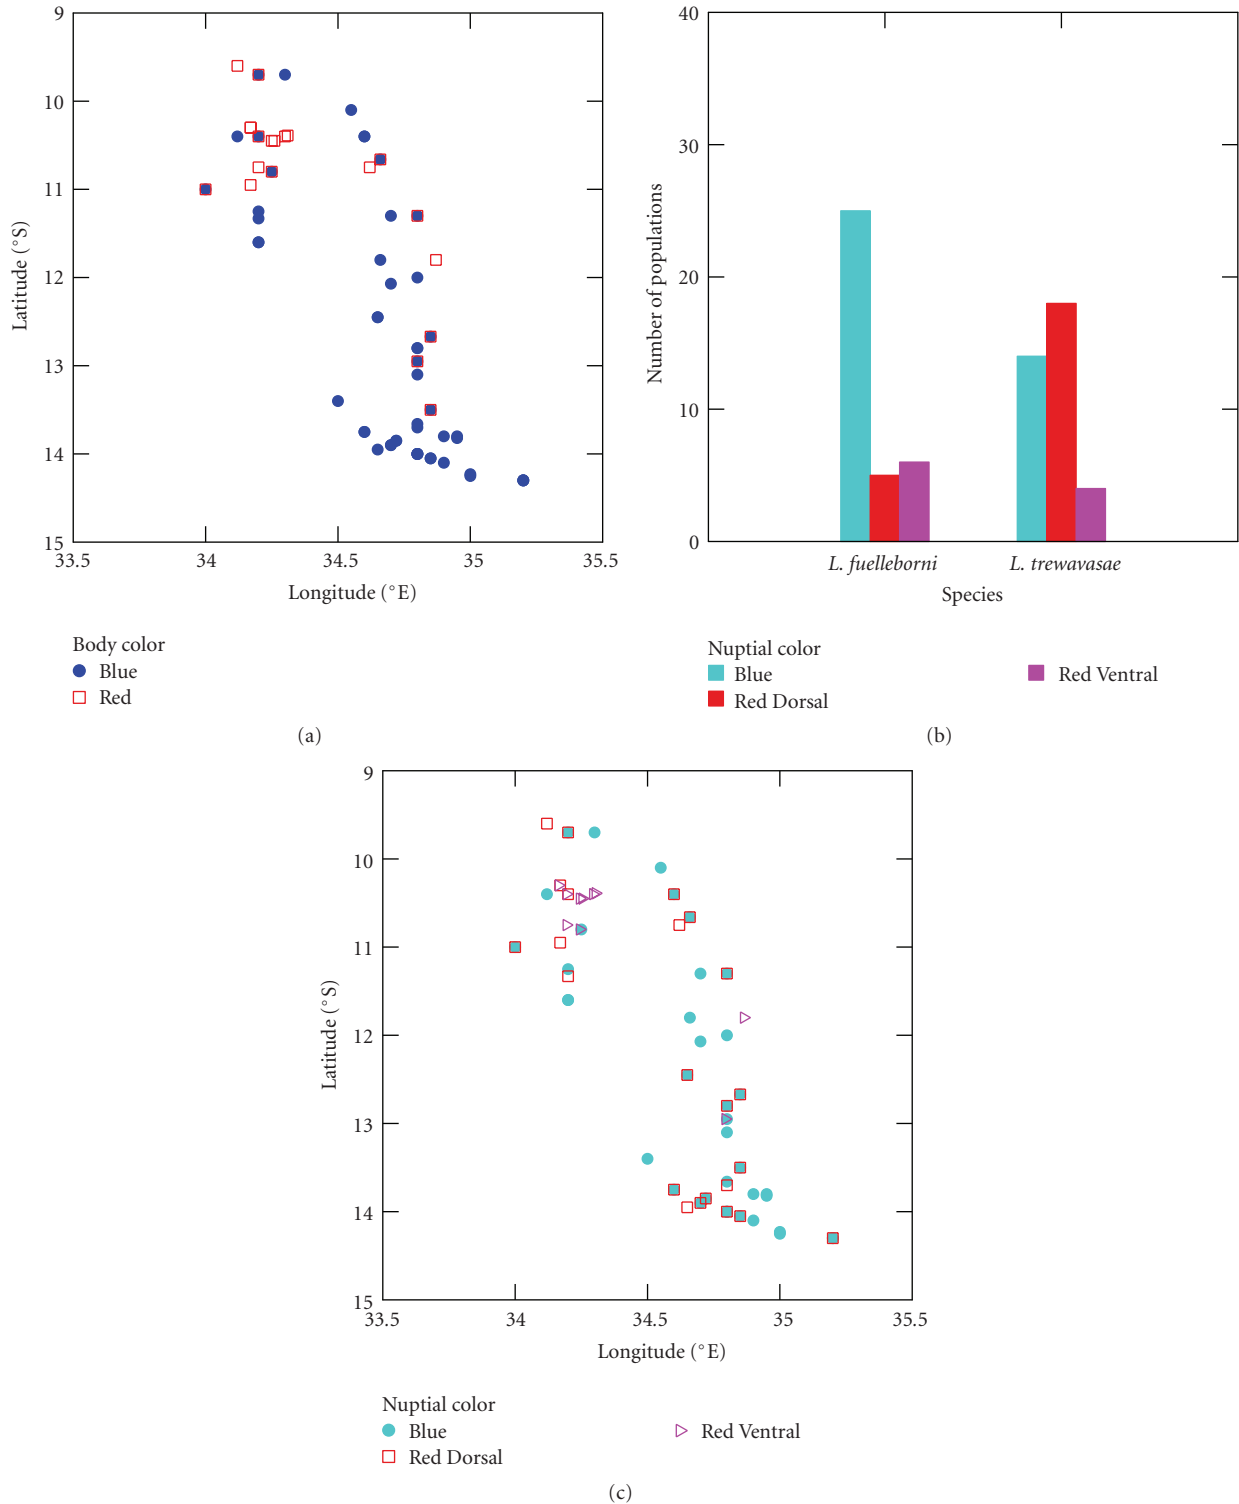 9
10
11
12
13
14
15
33.5 34 34.5 35 35.5
Latitude (°S)
Longitude (°E)
Body color
Blue
Red
(a)
40
30
20
10
0
Number of populations
L. fuelleborni L. trewavasae
Species
Nuptial color
Blue
Red Dorsal
Red Ventral
(b)
9
10
11
12
13
14
15
33.5 34 34.5 35 35.5
Latitude (°S)
Longitude (°E)
Nuptial color
Blue
Red Dorsal
Red Ventral
(c)